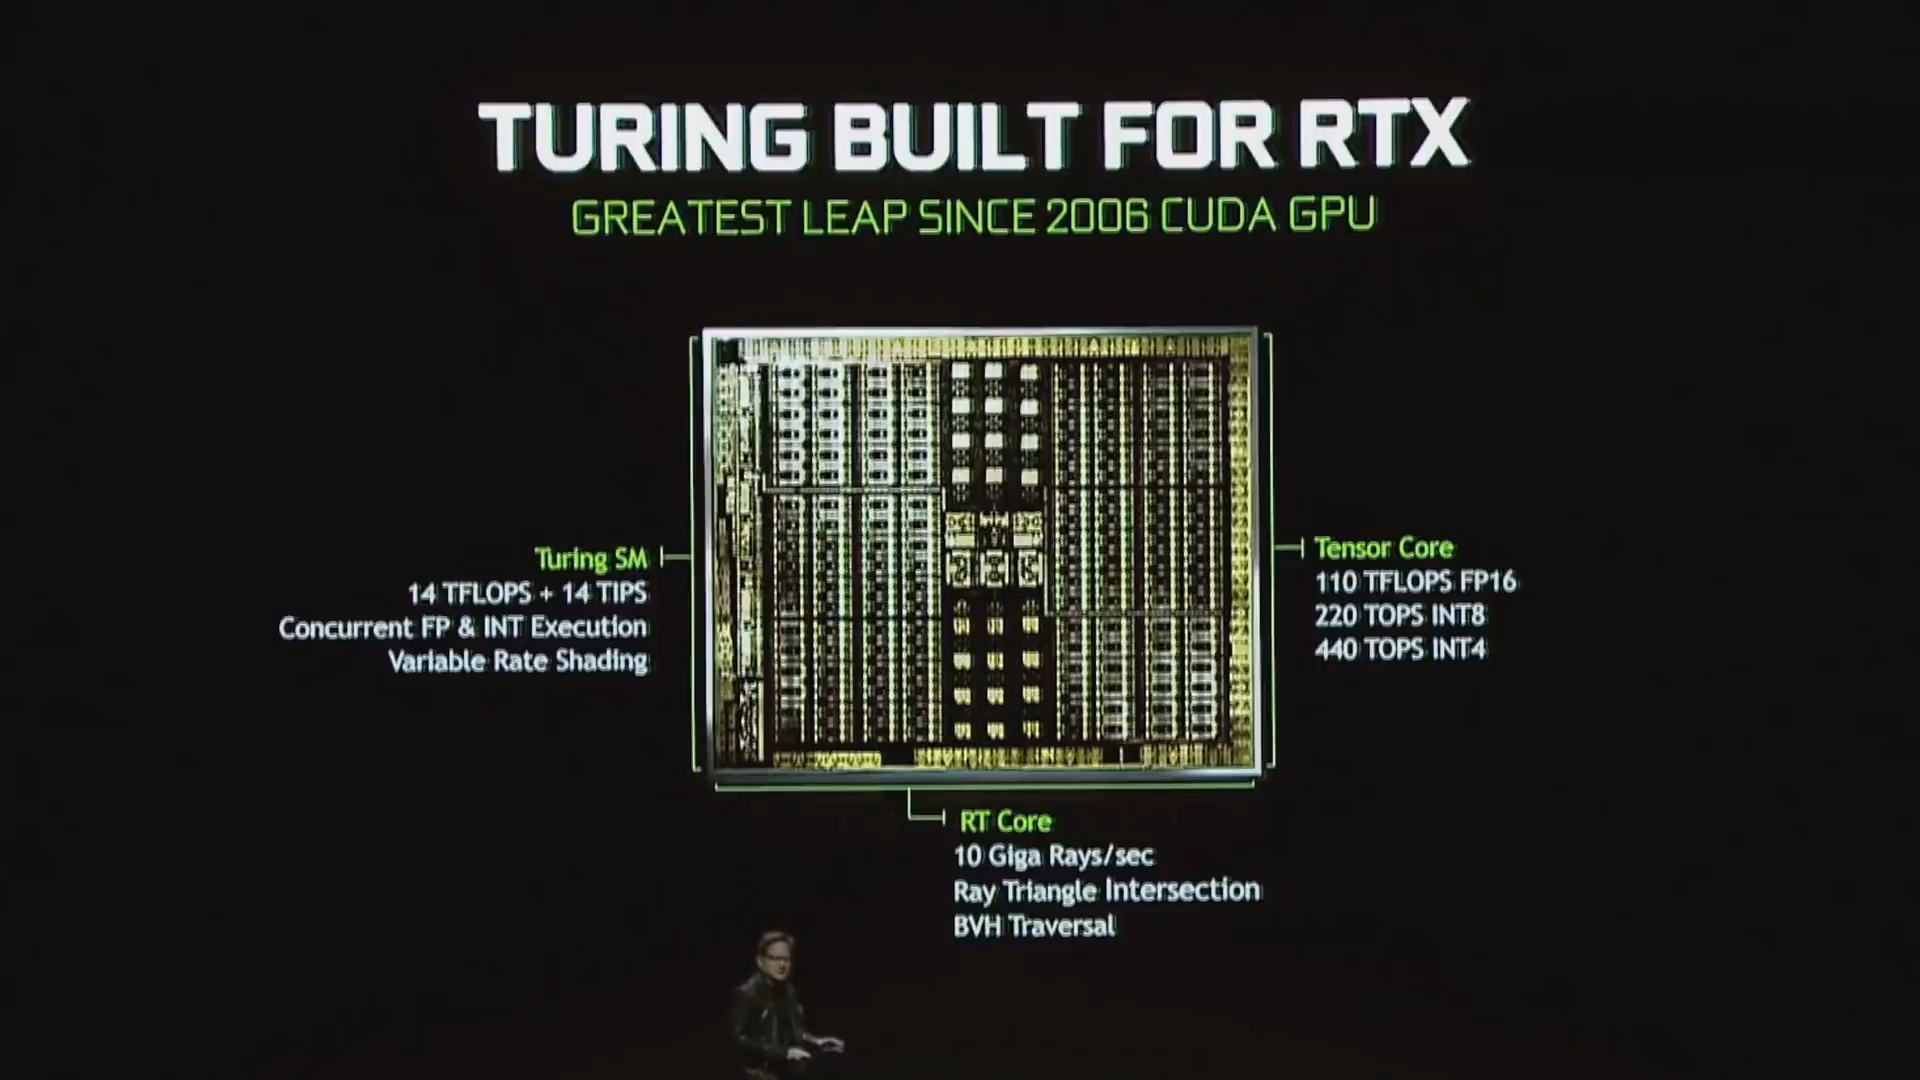 TURING BUILT FOR RTX
GREATEST LEAP SINCE 2006 CUDA GPU
Turing SM
14 TFLOPS + 14 TIPS
Concurrent FP & INT Execution
Variable Rate Shading
Tensor Core
110 TFLOPS FP16
220 TOPS INT8
440 TOPS INT4
RT Core
10 Giga Rays/sec
Ray Triangle Intersection
BVH Traversal